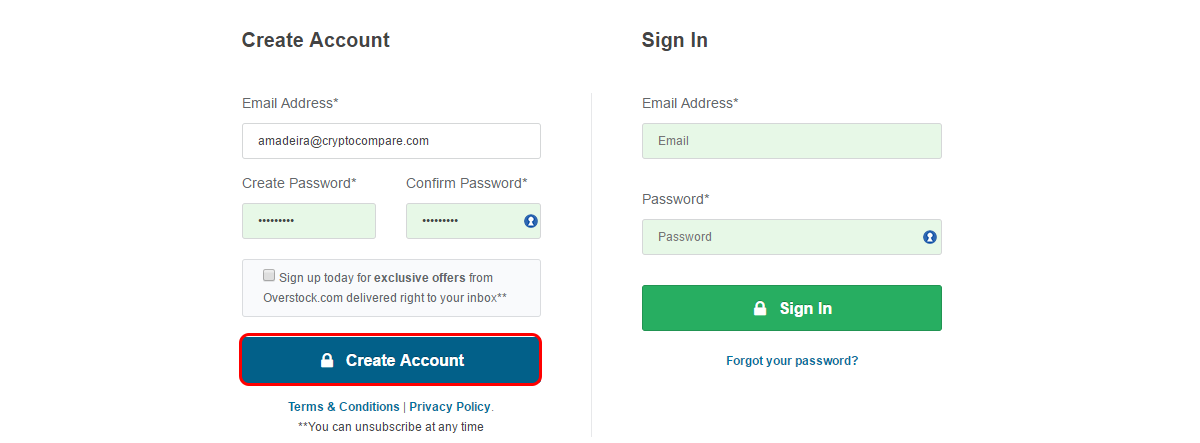 Create Account
Email Address*
amadeira@cryptocompare.com
Create Password* Confirm Password*
••••••••• •••••••••
Sign up today for exclusive offers from
Overstock.com delivered right to your inbox**
Create Account
Terms & Conditions | Privacy Policy.
**You can unsubscribe at any time
Sign In
Email Address*
Email
Password*
Password
Sign In
Forgot your password?